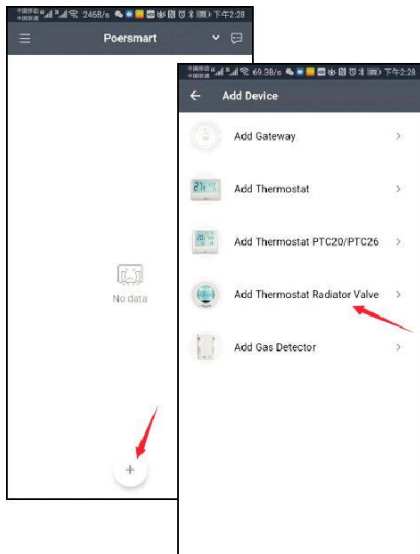 246B/s 下午2:28
Poersmart
No data
+
69.3B/s 下午2:28
Add Device
Add Gateway
Add Thermostat
Add Thermostat PTC20/PTC26
Add Thermostat Radiator Valve
Add Gas Detector